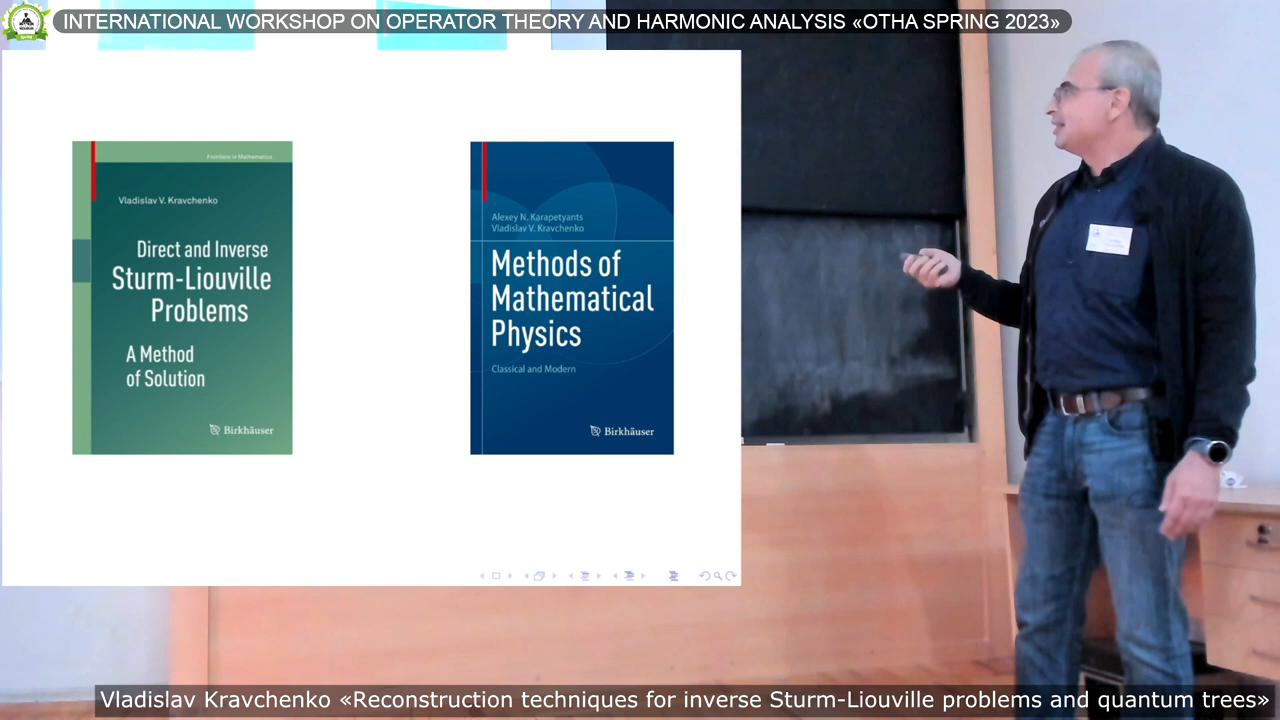 INTERNATIONAL WORKSHOP ON OPERATOR THEORY AND HARMONIC ANALYSIS «OTHA SPRING 2023»
Frontiers in Mathematics
Vladislav V. Kravchenko
Direct and Inverse
Sturm-Liouville
Problems
A Method
of Solution
Birkhäuser
Alexey N. Karapetyants
Vladislav V. Kravchenko
Methods of
Mathematical
Physics
Classical and Modern
Birkhäuser
Vladislav Kravchenko «Reconstruction techniques for inverse Sturm-Liouville problems and quantum trees»